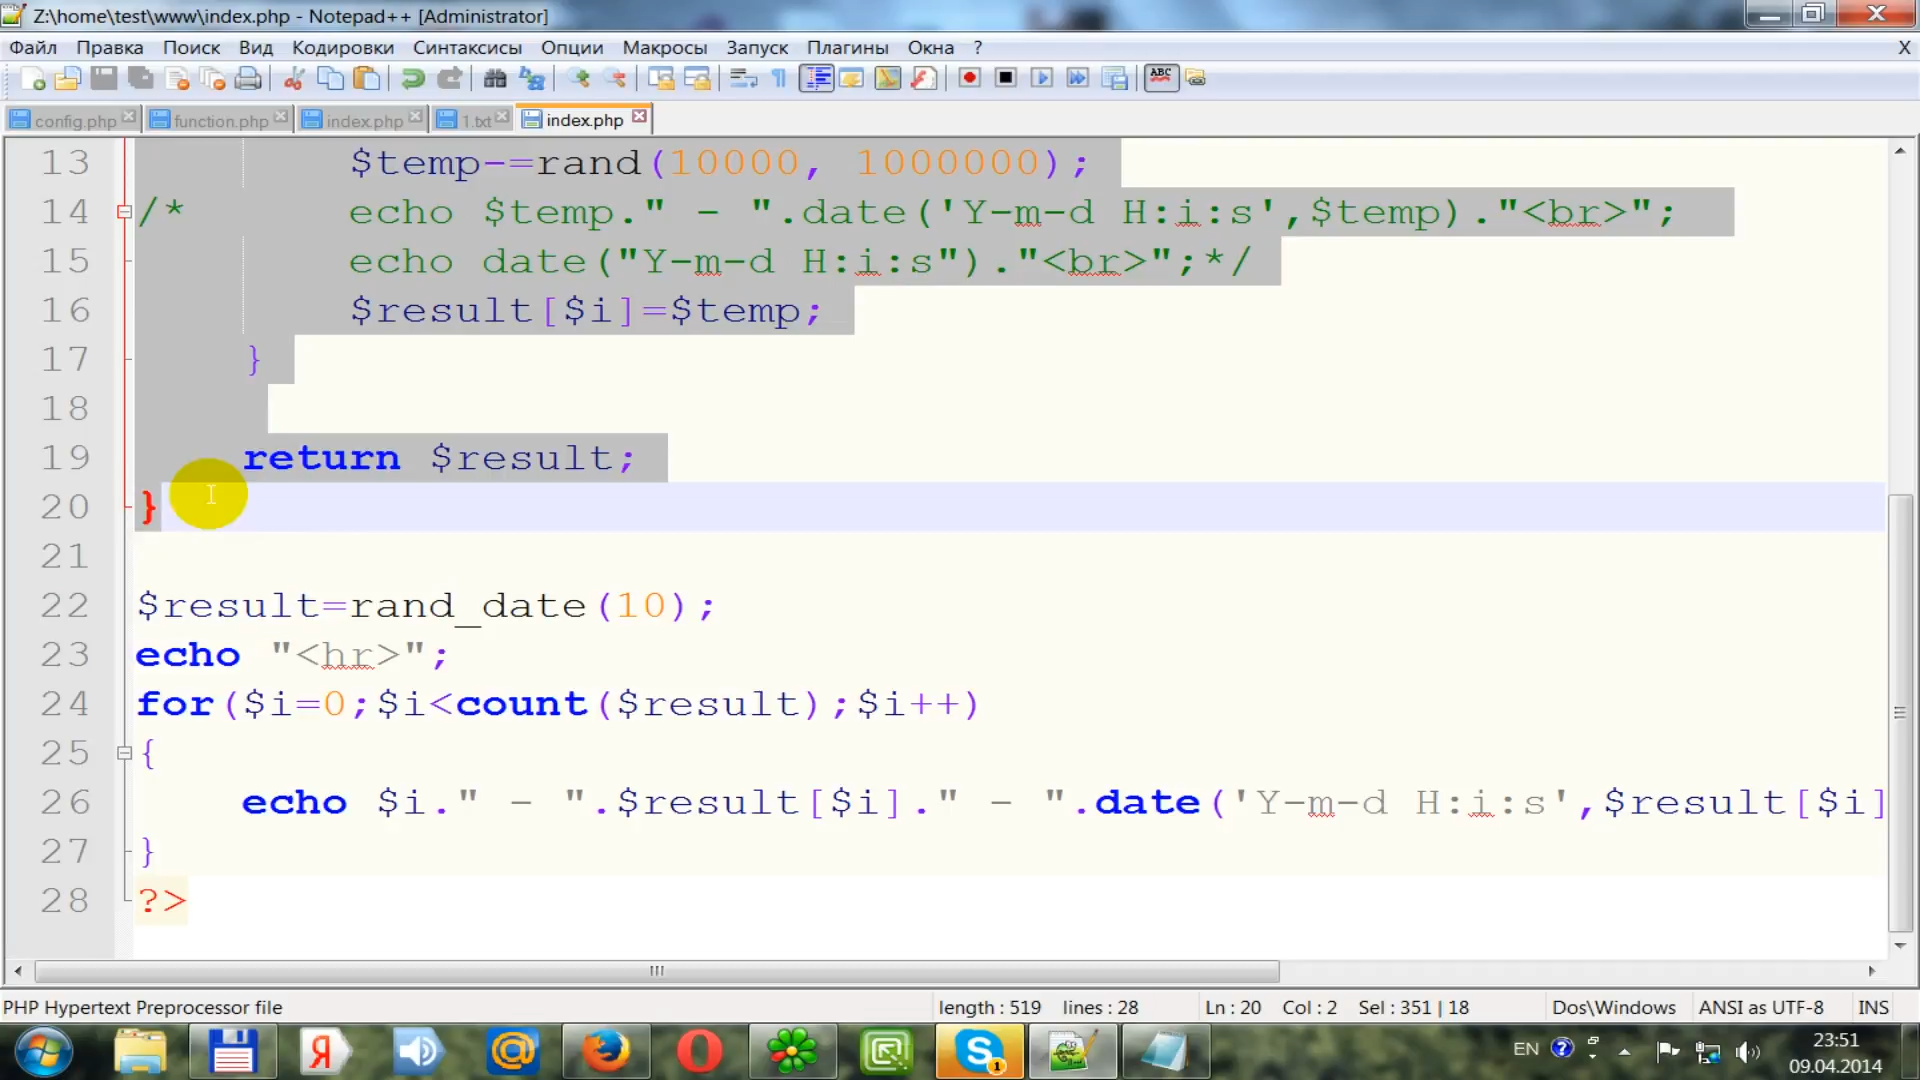 Z:\home\test\www\index.php - Notepad++ [Administrator]
Файл Правка Поиск Вид Кодировки Синтаксисы Опции Макросы Запуск Плагины Окна ? X
ABC
config.php function.php index.php 1.txt index.php
13 $temp-=rand(10000, 1000000);
14 /* echo $temp." - ".date('Y-m-d H:i:s',$temp)."<br>";
15 echo date("Y-m-d H:i:s")."<br>";*/
16 $result[$i]=$temp;
17 }
18
19 return $result;
20 }
21
22 $result=rand_date(10);
23 echo "<hr>";
24 for($i=0;$i<count($result);$i++)
25 {
26 echo $i." - ".$result[$i]." - ".date('Y-m-d H:i:s',$result[$i]
27 }
28 ?>
PHP Hypertext Preprocessor file length : 519 lines : 28 Ln : 20 Col : 2 Sel : 351 | 18 Dos\Windows ANSI as UTF-8 INS
Я @ S 1 EN ? 23:51
09.04.2014